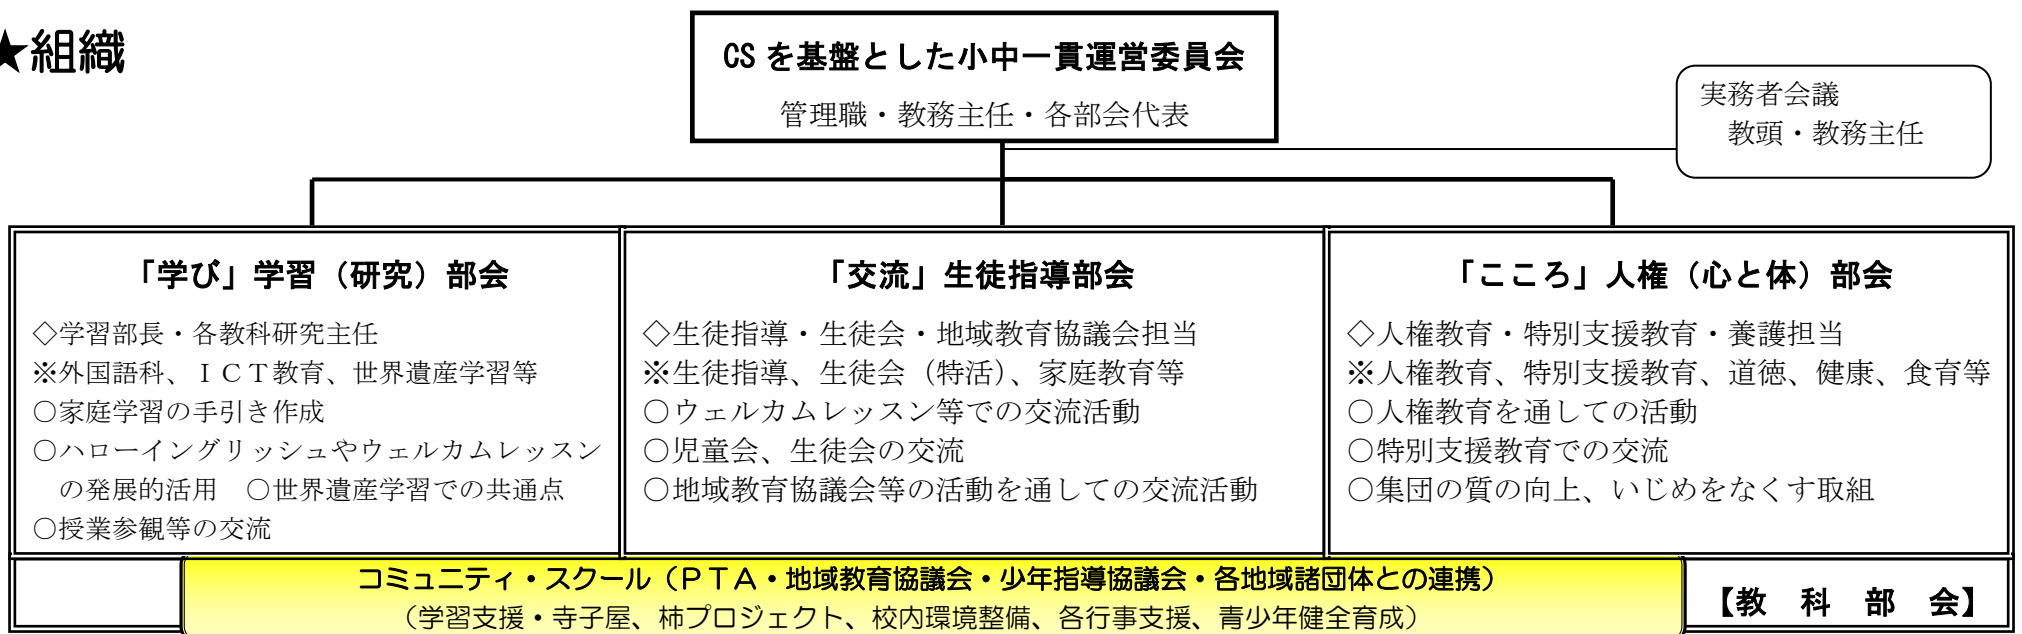 ★組織
CSを基盤とした小中一貫運営委員会
管理職・教務主任・各部会代表
実務者会議
教頭・教務主任
「学び」学習（研究）部会
◇学習部長・各教科研究主任
※外国語科、ＩＣＴ教育、世界遺産学習等
○家庭学習の手引き作成
○ハローイングリッシュやウェルカムレッスン
の発展的活用　○世界遺産学習での共通点
○授業参観等の交流
「交流」生徒指導部会
◇生徒指導・生徒会・地域教育協議会担当
※生徒指導、生徒会（特活）、家庭教育等
○ウェルカムレッスン等での交流活動
○児童会、生徒会の交流
○地域教育協議会等の活動を通しての交流活動
「こころ」人権（心と体）部会
◇人権教育・特別支援教育・養護担当
※人権教育、特別支援教育、道徳、健康、食育等
○人権教育を通しての活動
○特別支援教育での交流
○集団の質の向上、いじめをなくす取組
コミュニティ・スクール（ＰＴＡ・地域教育協議会・少年指導協議会・各地域諸団体との連携）
（学習支援・寺子屋、柿プロジェクト、校内環境整備、各行事支援、青少年健全育成）
【教　科　部　会】